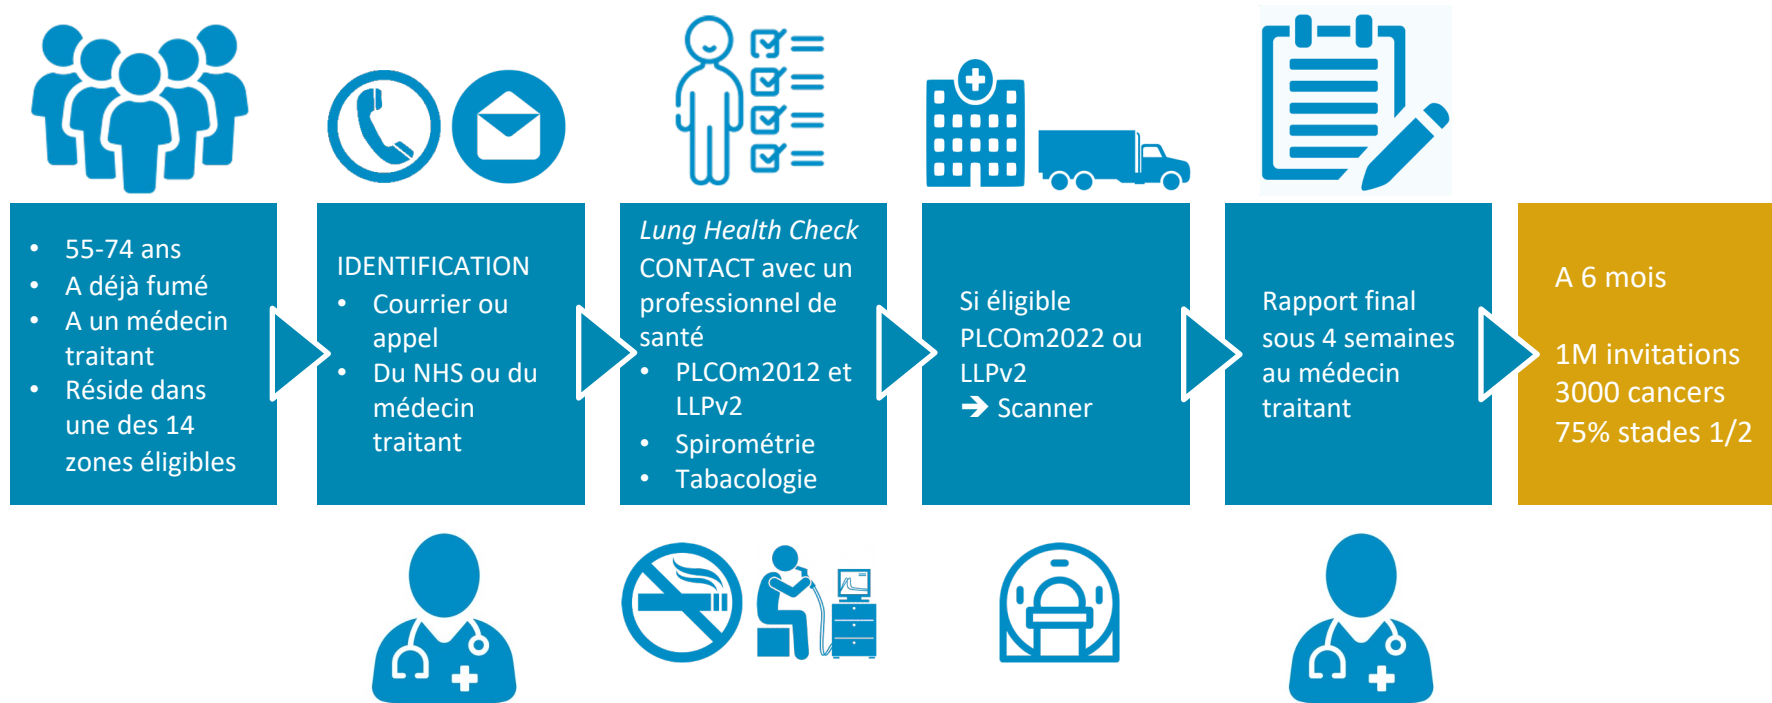 • 55-74 ans
• A déjà fumé
• A un médecin
traitant
• Réside dans
une des 14
zones éligibles
IDENTIFICATION
• Courrier ou
appel
• Du NHS ou du
médecin
traitant
Lung Health Check
CONTACT avec un
professionnel de
santé
• PLCOm2012 et
LLPv2
• Spirométrie
• Tabacologie
Si éligible
PLCOm2022 ou
LLPv2
➔ Scanner
Rapport final
sous 4 semaines
au médecin
traitant
A 6 mois
1M invitations
3000 cancers
75% stades 1/2